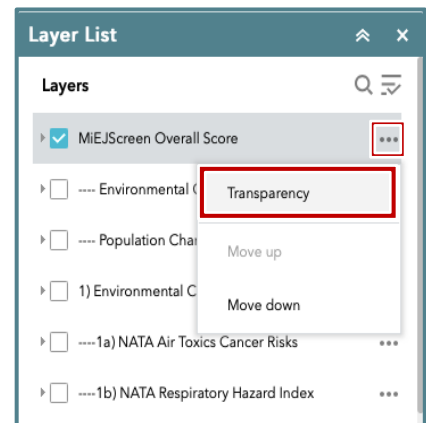 Layer List
Layers
MiEJScreen Overall Score
---- Environmental
Transparency
---- Population
Move up
1) Environmental
Move down
----1a) NATA Air Toxics Cancer Risks
----1b) NATA Respiratory Hazard Index